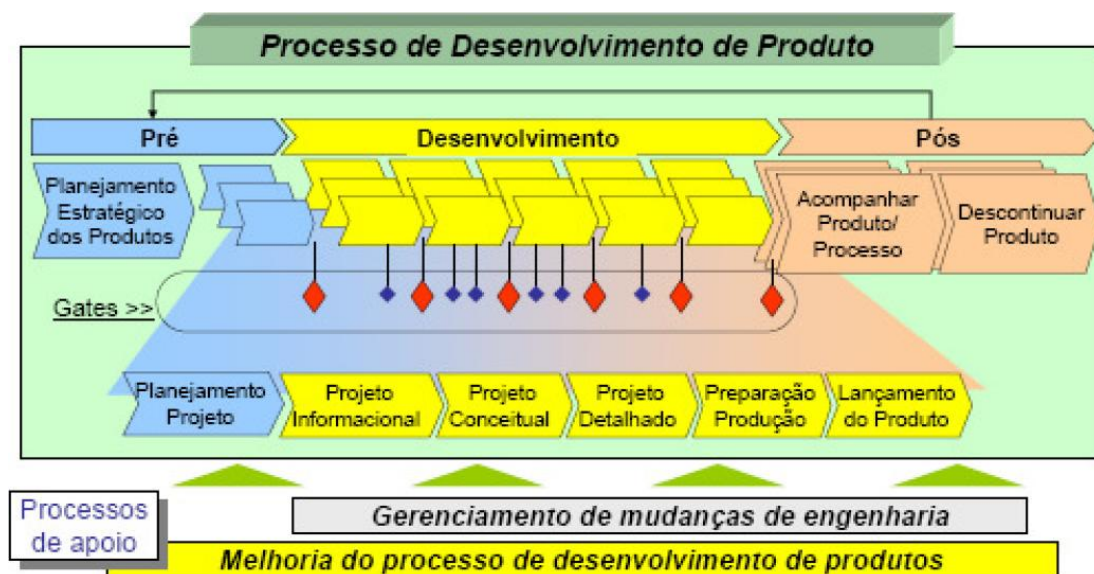 Processo de Desenvolvimento de Produto
Pré
Desenvolvimento
Pós
Planejamento
Estratégico
dos Produtos
Acompanhar
Produto/
Processo
Descontinuar
Produto
Gates >>
Planejamento
Projeto
Projeto
Informacional
Projeto
Conceitual
Projeto
Detalhado
Preparação
Produção
Lançamento
do Produto
Processos
de apoio
Gerenciamento de mudanças de engenharia
Melhoria do processo de desenvolvimento de produtos